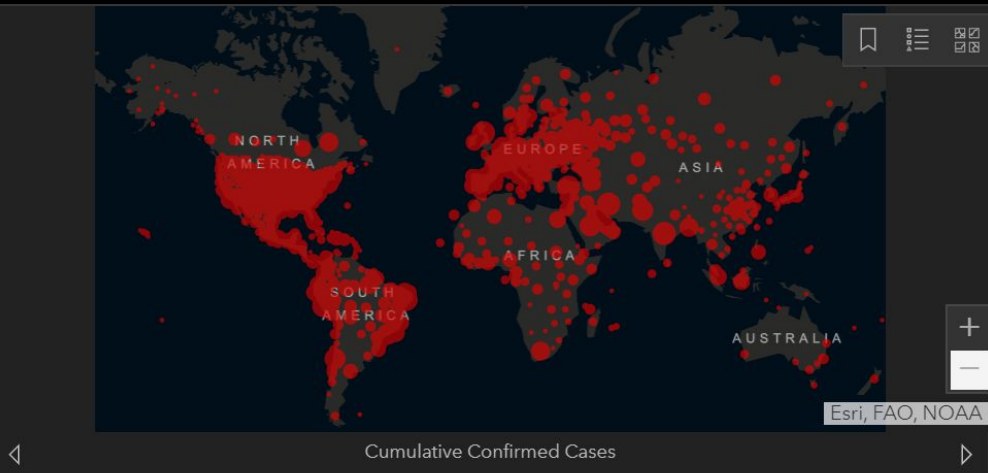 NORTH
AMERICA
EUROPE
ASIA
AFRICA
SOUTH
AMERICA
AUSTRALIA
Esri, FAO, NOAA
Cumulative Confirmed Cases